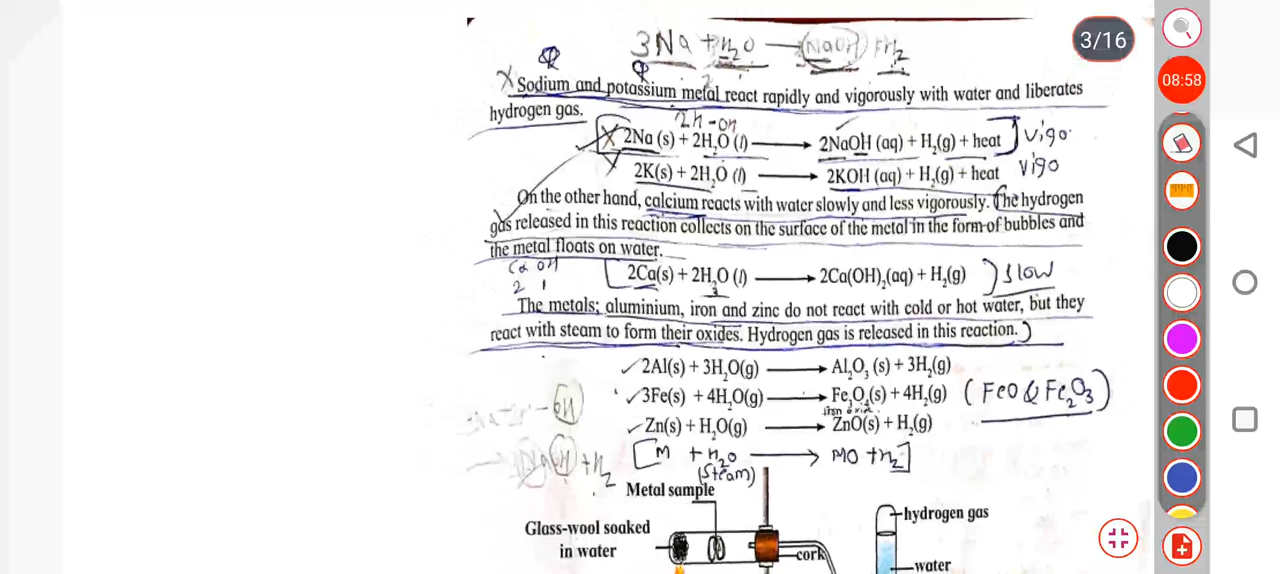 3/16
3Na + H₂O → NaOH + H₂
08:58
Sodium and potassium metal react rapidly and vigorously with water and liberates
hydrogen gas.
2H-OH
2Na (s) + 2H₂O (l) → 2NaOH (aq) + H₂(g) + heat ] Vigo.
2K(s) + 2H₂O (l) → 2KOH (aq) + H₂(g) + heat Vigo
On the other hand, calcium reacts with water slowly and less vigorously. The hydrogen
gas released in this reaction collects on the surface of the metal in the form of bubbles and
the metal floats on water.
Ca OH
2 1
2Ca(s) + 2H₂O (l) → 2Ca(OH)₂(aq) + H₂(g) ) Slow
The metals; aluminium, iron and zinc do not react with cold or hot water, but they
react with steam to form their oxides. Hydrogen gas is released in this reaction.)
2Al(s) + 3H₂O(g) → Al₂O₃ (s) + 3H₂(g)
3Fe(s) + 4H₂O(g) → Fe₃O₄(s) + 4H₂(g) (FeO & Fe₂O₃)
iron oxide
Zn(s) + H₂O(g) → ZnO(s) + H₂(g)
[M + H₂O → MO + H₂]
(Steam)
Metal sample
hydrogen gas
Glass-wool soaked
in water
cork
water